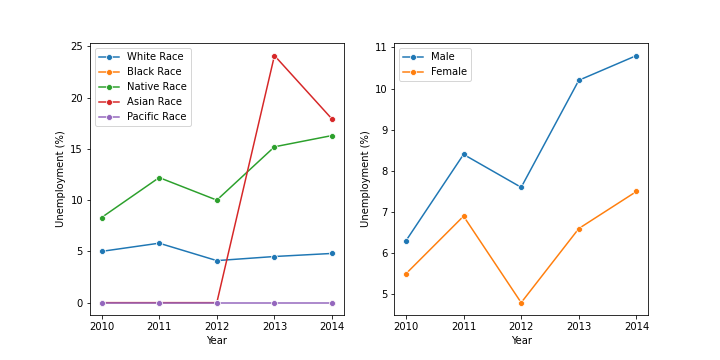 25
20
15
10
5
0
Unemployment (%)
White Race
Black Race
Native Race
Asian Race
Pacific Race
2010 2011 2012 2013 2014
Year
11
10
9
8
7
6
5
Unemployment (%)
Male
Female
2010 2011 2012 2013 2014
Year